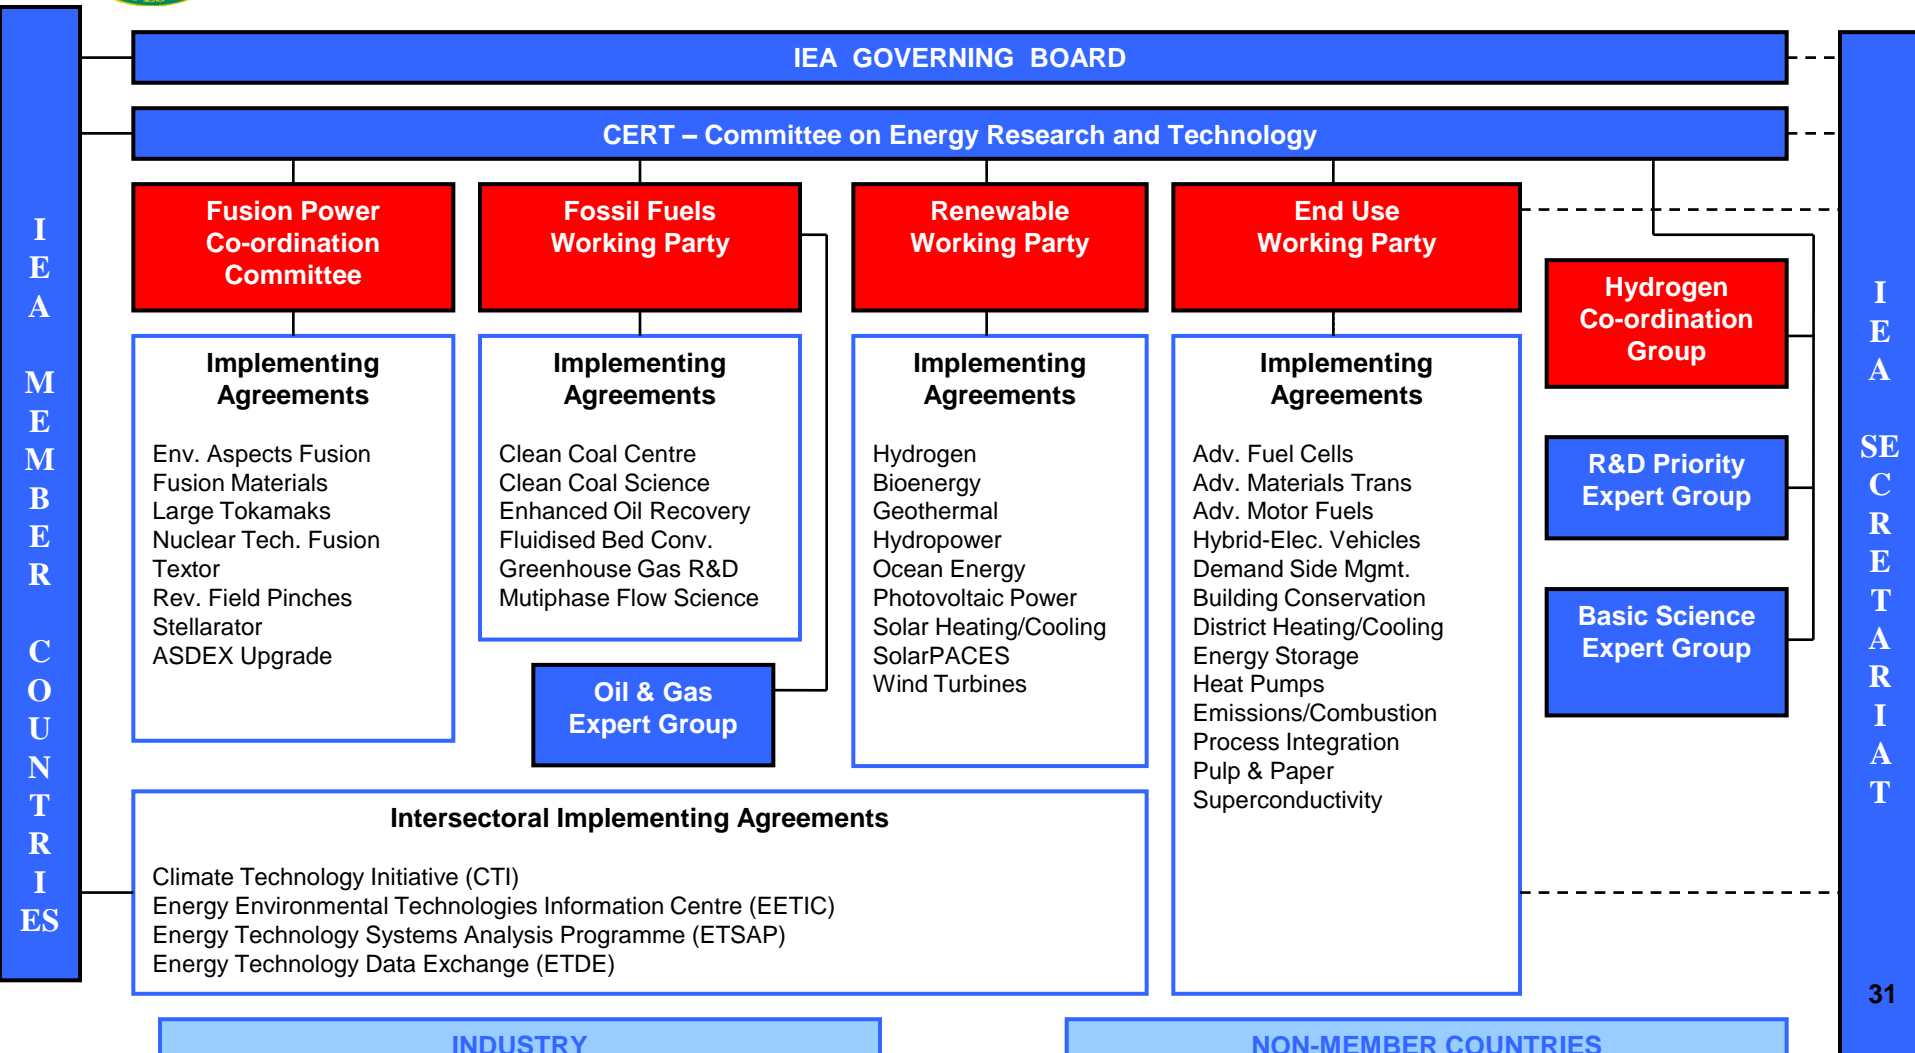 IEA GOVERNING BOARD
CERT – Committee on Energy Research and Technology
IEA MEMBER COUNTRIES
Fusion Power
Co-ordination
Committee
Fossil Fuels
Working Party
Renewable
Working Party
End Use
Working Party
Hydrogen
Co-ordination
Group
R&D Priority
Expert Group
Basic Science
Expert Group
IEA SECRETARIAT
Implementing
Agreements
Env. Aspects Fusion
Fusion Materials
Large Tokamaks
Nuclear Tech. Fusion
Textor
Rev. Field Pinches
Stellarator
ASDEX Upgrade
Implementing
Agreements
Clean Coal Centre
Clean Coal Science
Enhanced Oil Recovery
Fluidised Bed Conv.
Greenhouse Gas R&D
Mutiphase Flow Science
Oil & Gas
Expert Group
Implementing
Agreements
Hydrogen
Bioenergy
Geothermal
Hydropower
Ocean Energy
Photovoltaic Power
Solar Heating/Cooling
SolarPACES
Wind Turbines
Implementing
Agreements
Adv. Fuel Cells
Adv. Materials Trans
Adv. Motor Fuels
Hybrid-Elec. Vehicles
Demand Side Mgmt.
Building Conservation
District Heating/Cooling
Energy Storage
Heat Pumps
Emissions/Combustion
Process Integration
Pulp & Paper
Superconductivity
Intersectoral Implementing Agreements
Climate Technology Initiative (CTI)
Energy Environmental Technologies Information Centre (EETIC)
Energy Technology Systems Analysis Programme (ETSAP)
Energy Technology Data Exchange (ETDE)
31
INDUSTRY
NON-MEMBER COUNTRIES